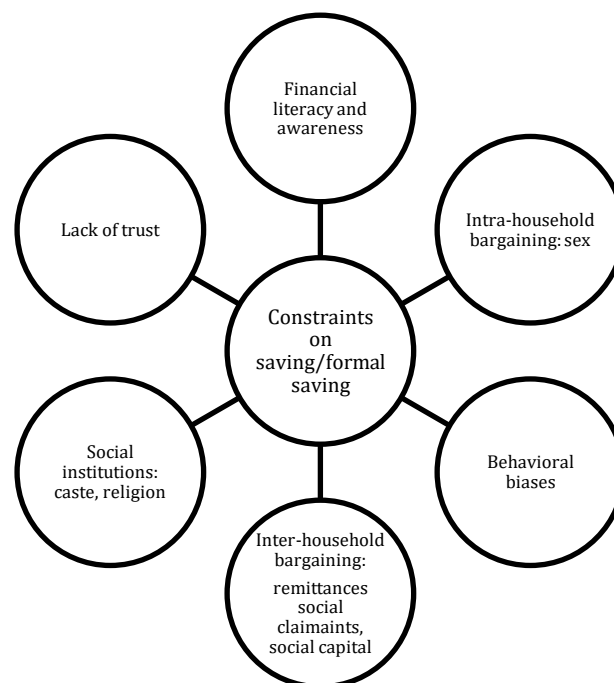 Financial
literacy and
awareness
Lack of trust
Intra-household
bargaining: sex
Constraints
on
saving/formal
saving
Social
institutions:
caste, religion
Behavioral
biases
Inter-household
bargaining:
remittances
social
claimaints,
social capital